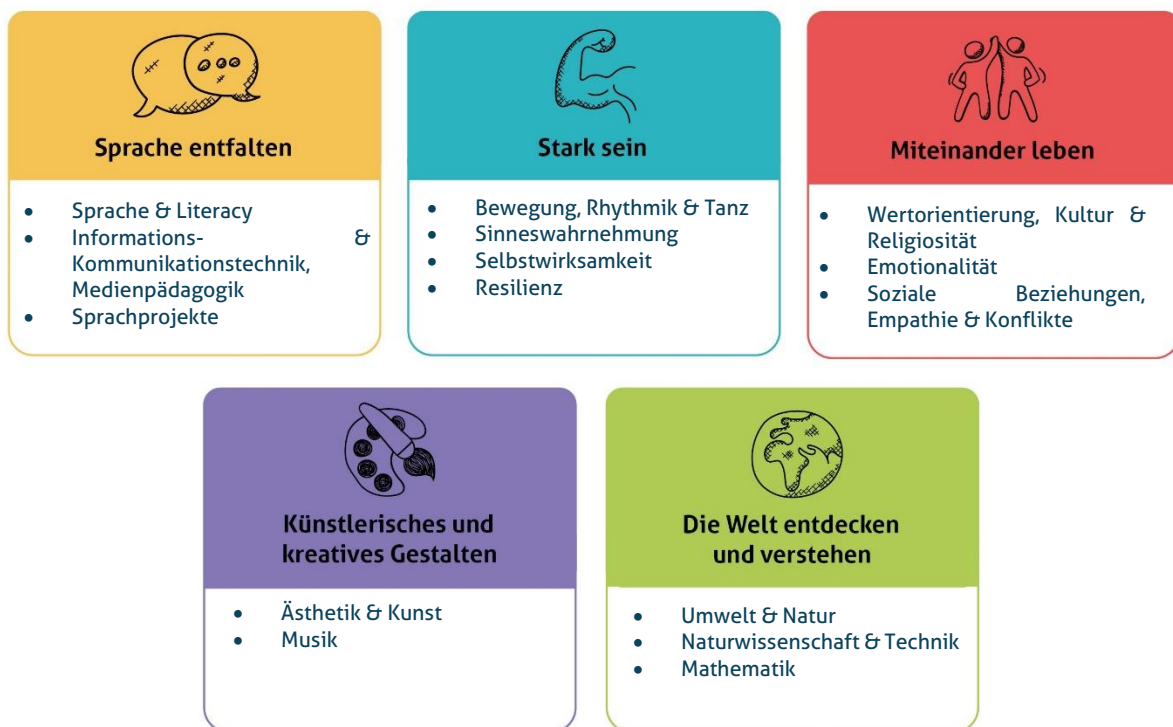 Sprache entfalten
• Sprache & Literacy
• Informations- &
Kommunikationstechnik,
Medienpädagogik
• Sprachprojekte
Stark sein
• Bewegung, Rhythmik & Tanz
• Sinneswahrnehmung
• Selbstwirksamkeit
• Resilienz
Miteinander leben
• Wertorientierung, Kultur &
Religiosität
• Emotionalität
• Soziale Beziehungen,
Empathie & Konflikte
Künstlerisches und
kreatives Gestalten
• Ästhetik & Kunst
• Musik
Die Welt entdecken
und verstehen
• Umwelt & Natur
• Naturwissenschaft & Technik
• Mathematik